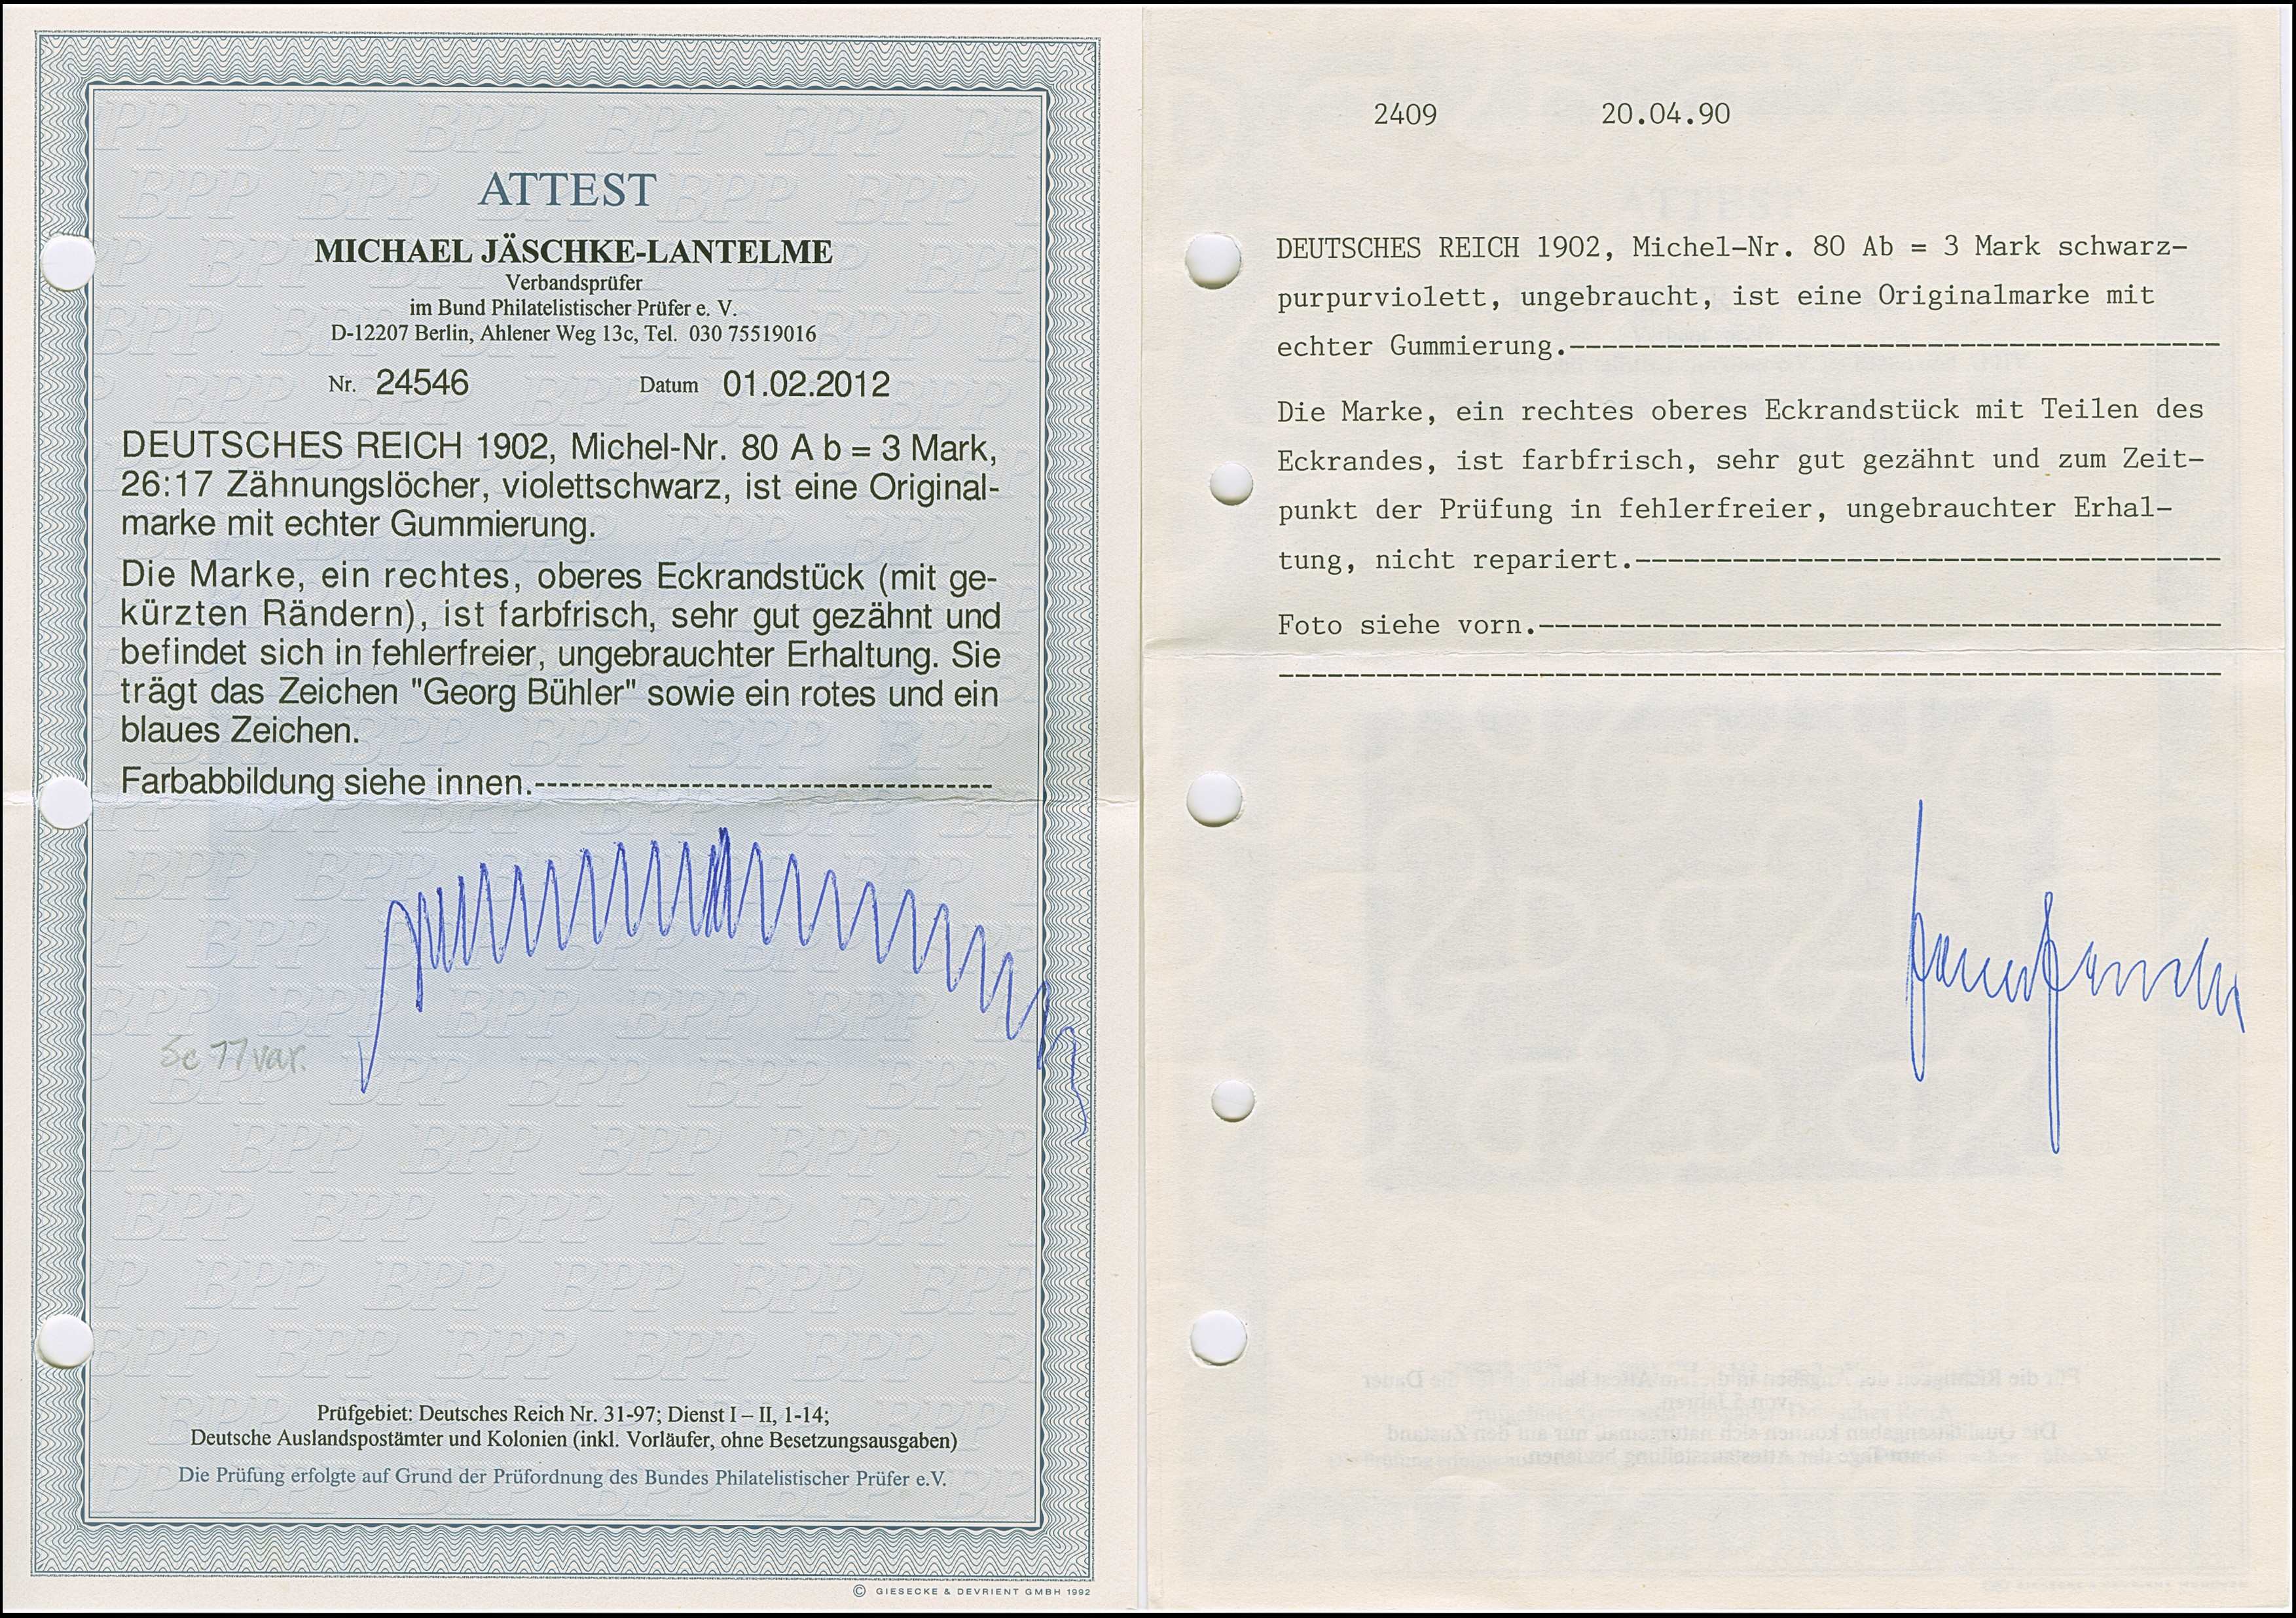 ATTEST
MICHAEL JÄSCHKE-LANTELME
Verbandsprüfer
im Bund Philatelistischer Prüfer e. V.
D-12207 Berlin, Ahlener Weg 13c, Tel. 030 75519016
Nr. 24546 Datum 01.02.2012
DEUTSCHES REICH 1902, Michel-Nr. 80 A b = 3 Mark,
26:17 Zähnungslöcher, violettschwarz, ist eine Original-
marke mit echter Gummierung.
Die Marke, ein rechtes, oberes Eckrandstück (mit ge-
kürzten Rändern), ist farbfrisch, sehr gut gezähnt und
befindet sich in fehlerfreier, ungebrauchter Erhaltung. Sie
trägt das Zeichen "Georg Bühler" sowie ein rotes und ein
blaues Zeichen.
Farbabbildung siehe innen.--------------------------------------
Sc 77 var.
Prüfgebiet: Deutsches Reich Nr. 31-97; Dienst I – II, 1-14;
Deutsche Auslandspostämter und Kolonien (inkl. Vorläufer, ohne Besetzungsausgaben)
Die Prüfung erfolgte auf Grund der Prüfordnung des Bundes Philatelistischer Prüfer e.V.
© GIESECKE & DEVRIENT GMBH 1992
2409 20.04.90
DEUTSCHES REICH 1902, Michel-Nr. 80 Ab = 3 Mark schwarz-
purpurviolett, ungebraucht, ist eine Originalmarke mit
echter Gummierung.----------------------------------------
Die Marke, ein rechtes oberes Eckrandstück mit Teilen des
Eckrandes, ist farbfrisch, sehr gut gezähnt und zum Zeit-
punkt der Prüfung in fehlerfreier, ungebrauchter Erhal-
tung, nicht repariert.------------------------------------
Foto siehe vorn.------------------------------------------
----------------------------------------------------------